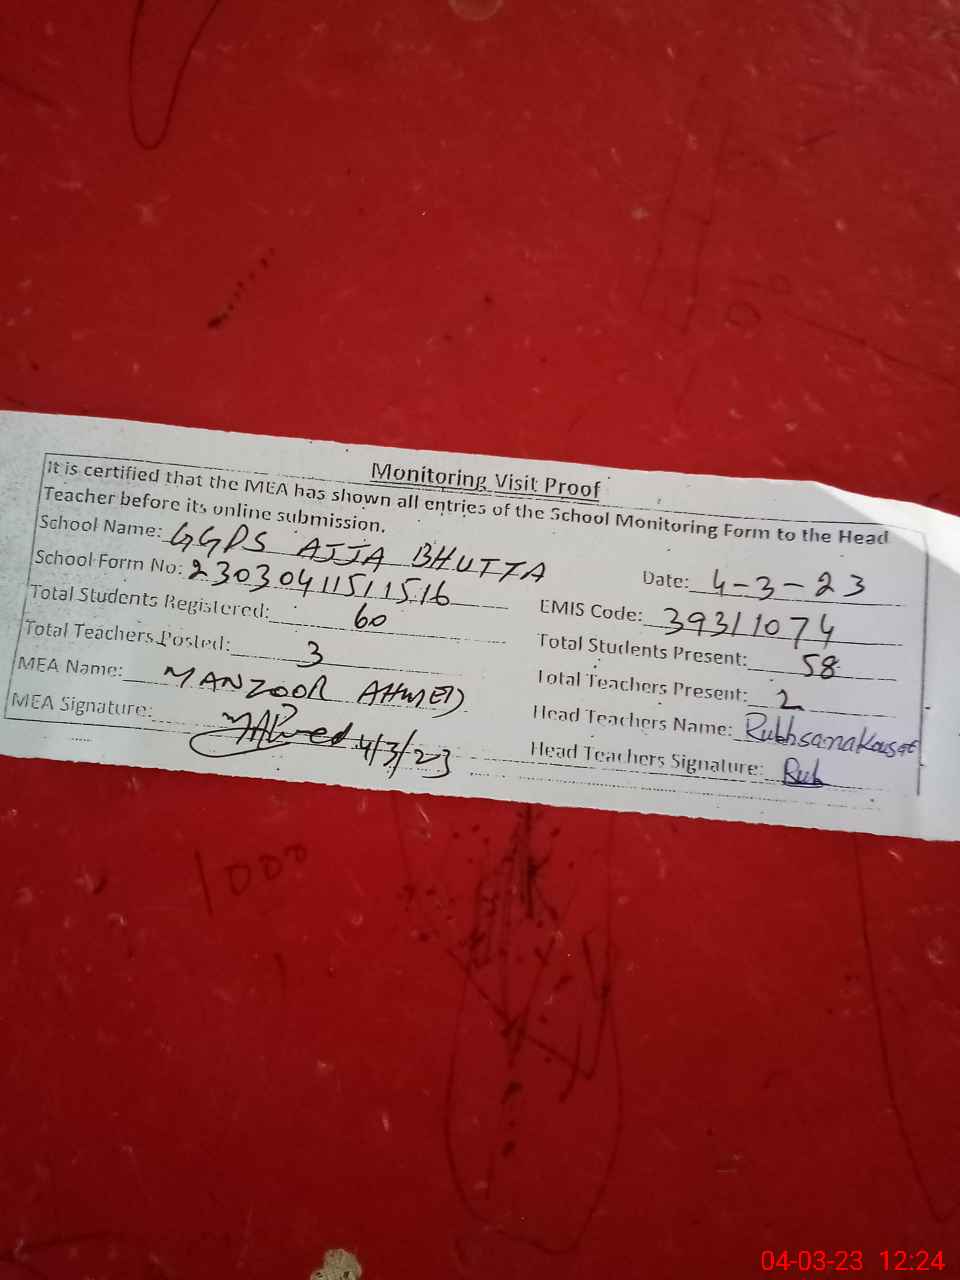 Monitoring Visit Proof
It is certified that the MEA has shown all entries of the School Monitoring Form to the Head
Teacher before its online submission.
School Name: GGPS AJJA BHUTTA
Date: 4-3-23
School Form No: 23030411511516
EMIS Code: 39311074
Total Students Registered: 60
Total Students Present: 58
Total Teachers Posted: 3
Total Teachers Present: 2
MEA Name: MANZOOR AHMED
Head Teachers Name: Rukhsana Kausar
MEA Signature: MAhmed 4/3/23
Head Teachers Signature: Ruk
1000
04-03-23 12:24